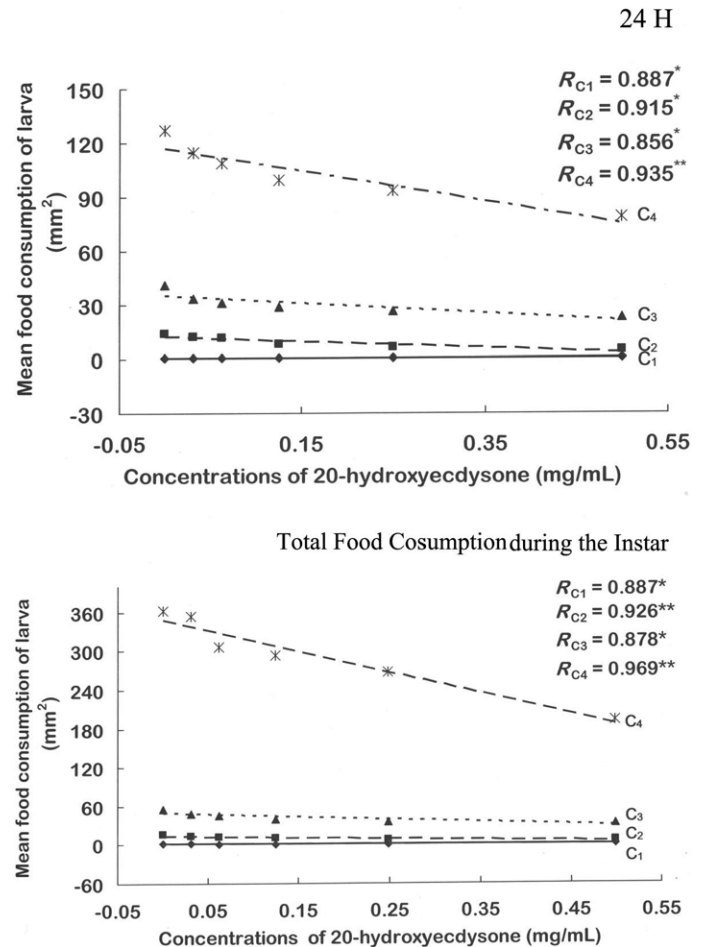 24 H
R_C1 = 0.887*
R_C2 = 0.915*
R_C3 = 0.856*
R_C4 = 0.935**
Mean food consumption of larva
(mm²)
150
120
90
60
30
0
-30
C4
C3
C2
C1
-0.05
0.15
0.35
0.55
Concentrations of 20-hydroxyecdysone (mg/mL)
Total Food Cosumption during the Instar
R_C1 = 0.887*
R_C2 = 0.926**
R_C3 = 0.878*
R_C4 = 0.969**
Mean food consumption of larva
(mm²)
360
300
240
180
120
60
0
-60
C4
C3
C2
C1
-0.05
0.05
0.15
0.25
0.35
0.45
0.55
Concentrations of 20-hydroxyecdysone (mg/mL)